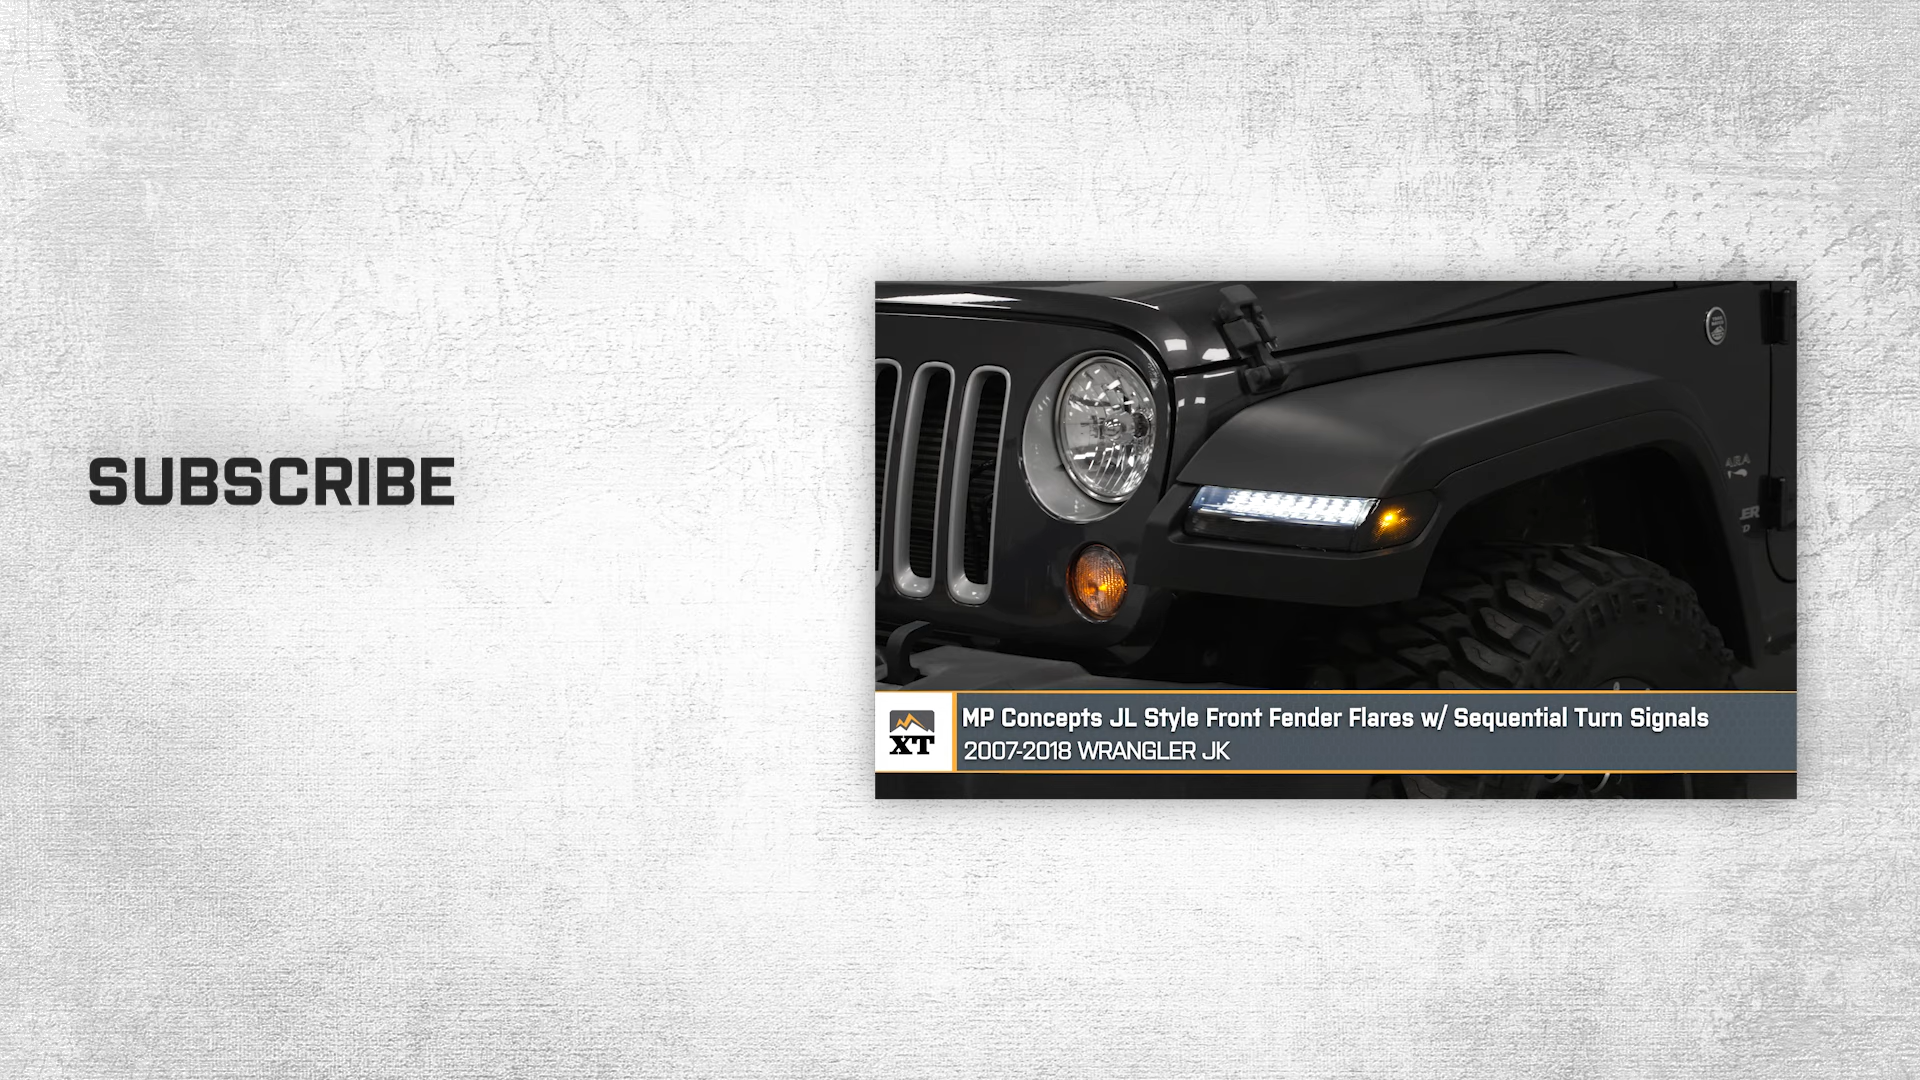 SUBSCRIBE
XT
MP Concepts JL Style Front Fender Flares w/ Sequential Turn Signals
2007-2018 WRANGLER JK